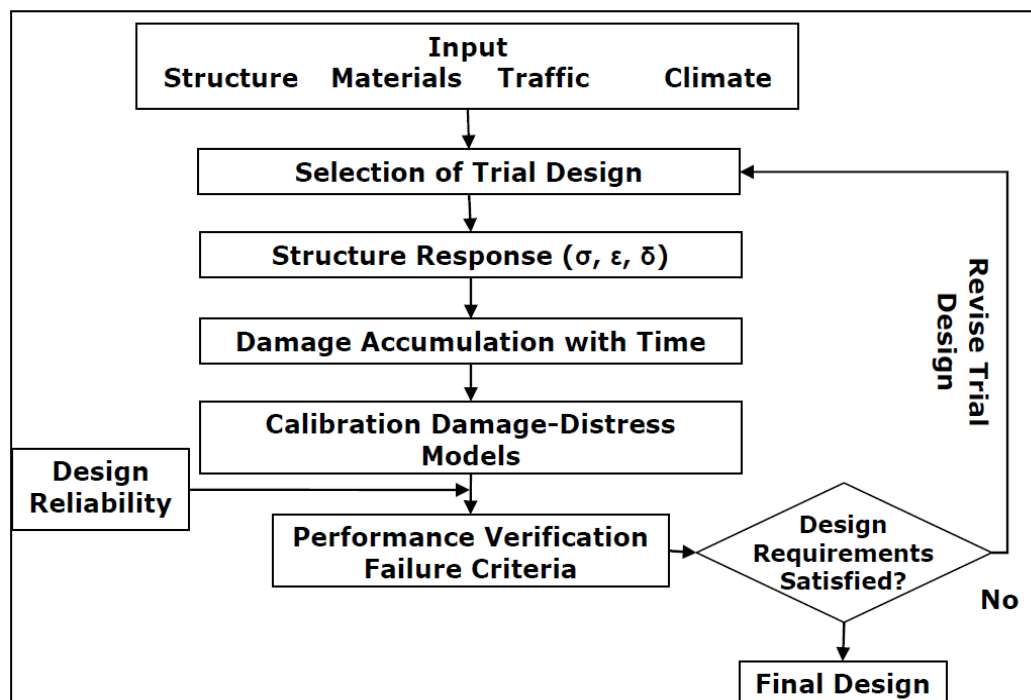 Input
Structure Materials Traffic Climate
Selection of Trial Design
Structure Response (σ, ε, δ)
Damage Accumulation with Time
Calibration Damage-Distress
Models
Design
Reliability
Performance Verification
Failure Criteria
Design
Requirements
Satisfied?
No
Revise Trial
Design
Final Design